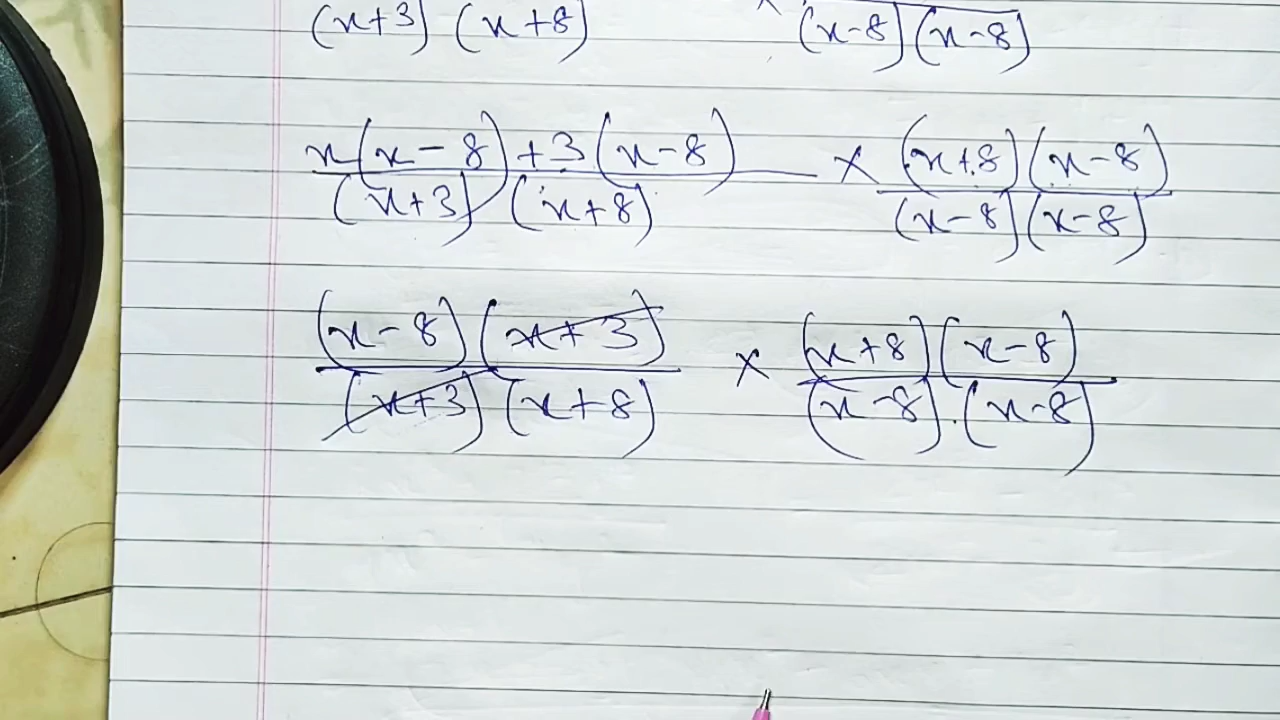 (x+3) (x+8) × (x-8)(x-8)
x(x-8)+3(x-8) × (x+8)(x-8)
(x+3) (x+8) (x-8)(x-8)
(x-8)(x+3) × (x+8)(x-8)
(x+3)(x+8) (x-8).(x-8)